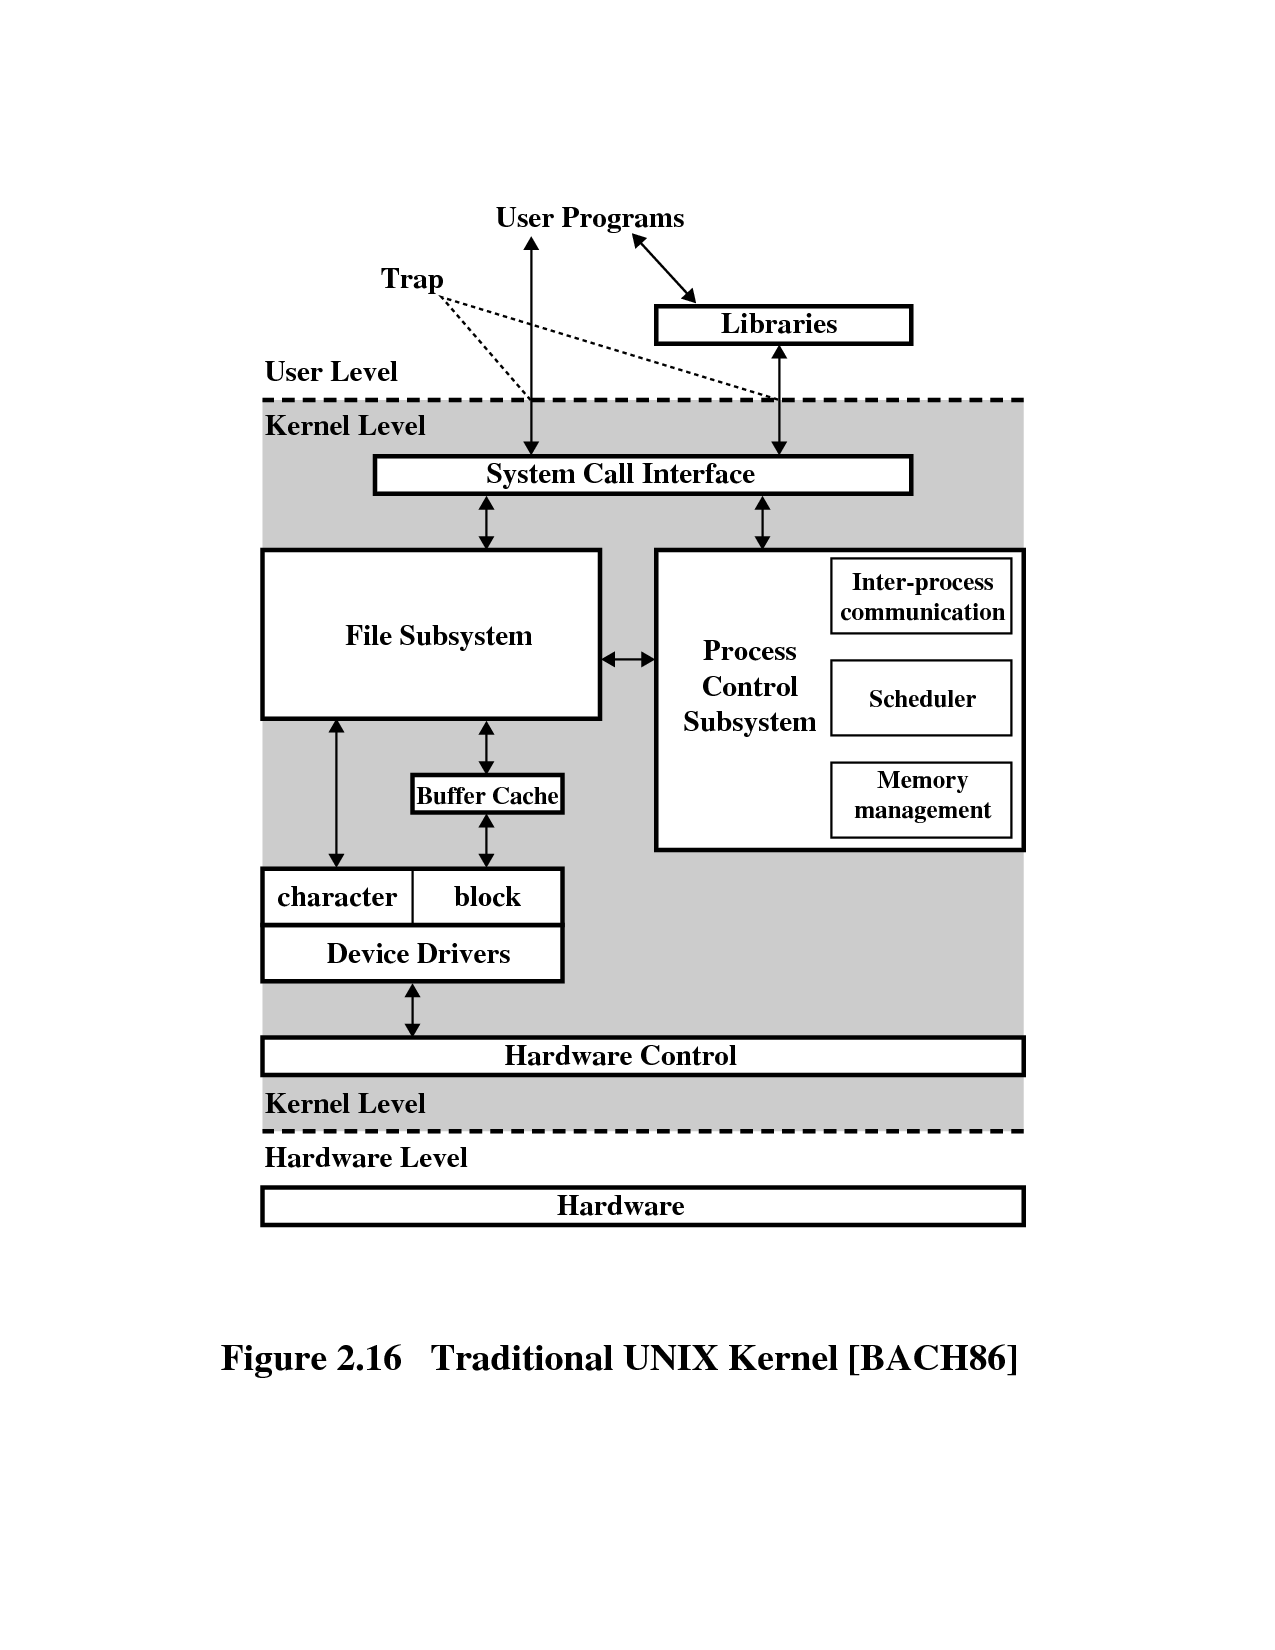 User Programs
Trap
Libraries
User Level
Kernel Level
System Call Interface
File Subsystem
Process
Control
Subsystem
Inter-process
communication
Scheduler
Memory
management
Buffer Cache
character
block
Device Drivers
Hardware Control
Kernel Level
Hardware Level
Hardware
Figure 2.16 Traditional UNIX Kernel [BACH86]